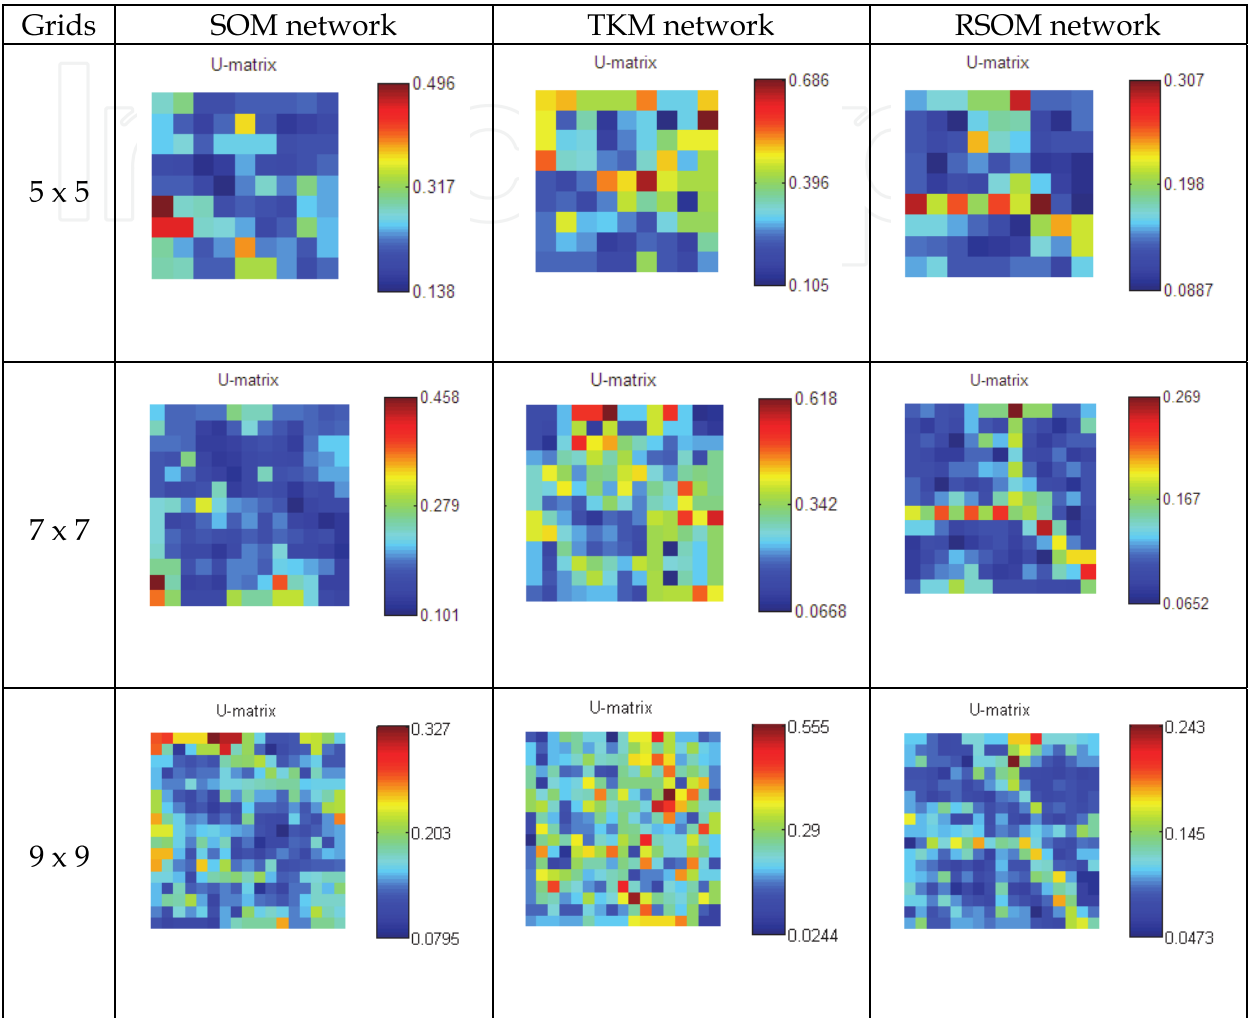 Grids SOM network TKM network RSOM network
U-matrix U-matrix U-matrix
0.496 0.686 0.307
5 x 5 0.317 0.396 0.198
0.138 0.105 0.0887
U-matrix U-matrix U-matrix
0.458 0.618 0.269
7 x 7 0.279 0.342 0.167
0.101 0.0668 0.0652
U-matrix U-matrix U-matrix
0.327 0.555 0.243
9 x 9 0.203 0.29 0.145
0.0795 0.0244 0.0473